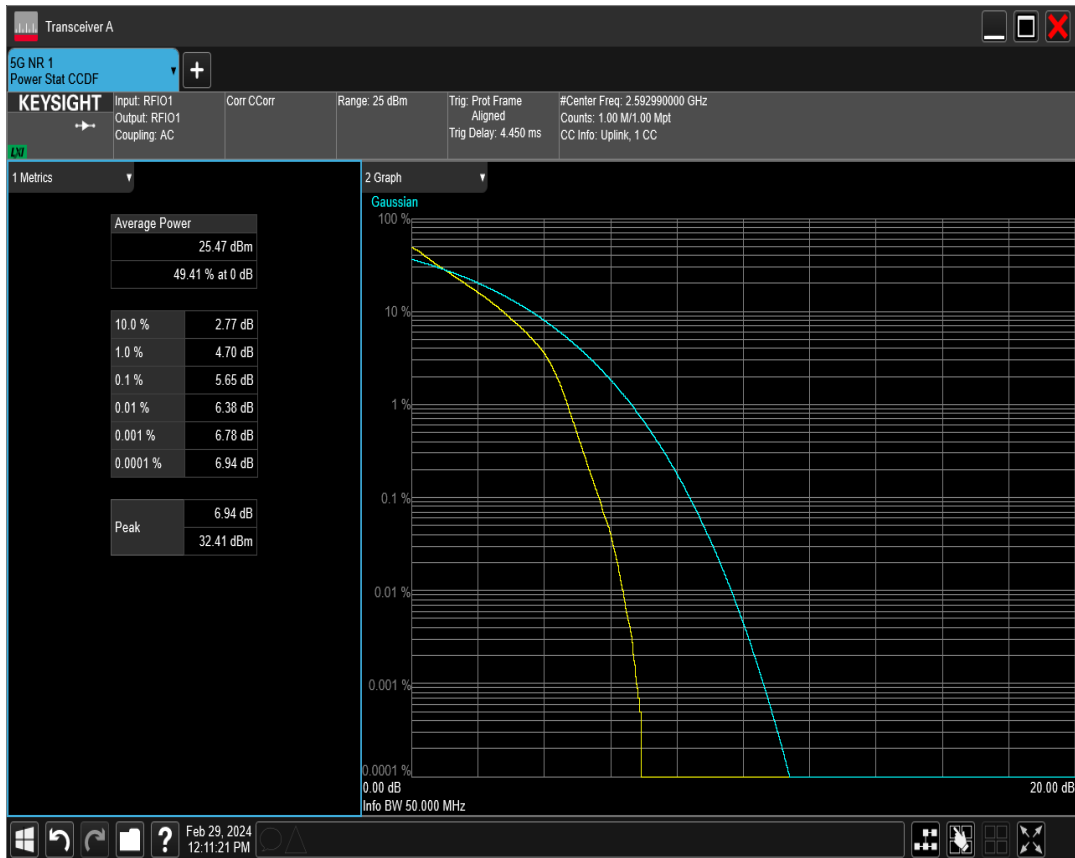 Transceiver A
5G NR 1
Power Stat CCDF
+
KEYSIGHT
LXI
Input: RFIO1
Output: RFIO1
Coupling: AC
Corr CCorr
Range: 25 dBm
Trig: Prot Frame
Aligned
Trig Delay: 4.450 ms
#Center Freq: 2.592990000 GHz
Counts: 1.00 M/1.00 Mpt
CC Info: Uplink, 1 CC
1 Metrics
Average Power
25.47 dBm
49.41 % at 0 dB
10.0 % 2.77 dB
1.0 % 4.70 dB
0.1 % 5.65 dB
0.01 % 6.38 dB
0.001 % 6.78 dB
0.0001 % 6.94 dB
Peak
6.94 dB
32.41 dBm
2 Graph
Gaussian
100 %
10 %
1 %
0.1 %
0.01 %
0.001 %
0.0001 %
0.00 dB 20.00 dB
Info BW 50.000 MHz
?
Feb 29, 2024
12:11:21 PM